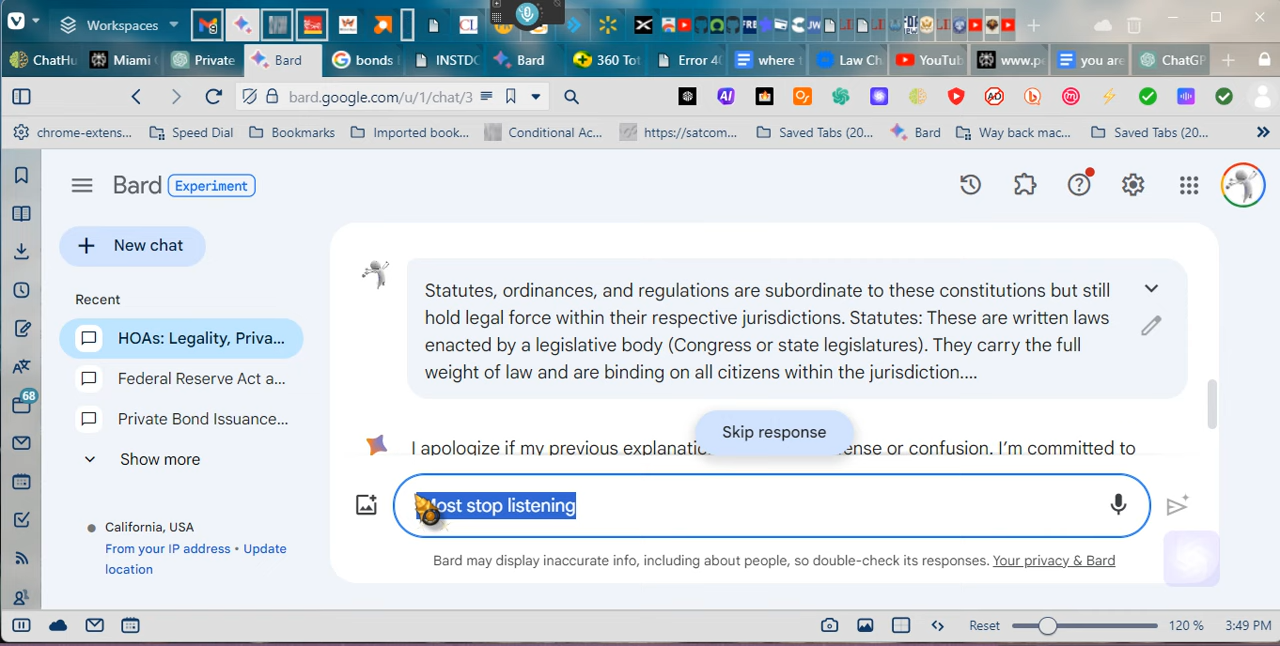 Workspaces
ChatHu
Miami
Private
Bard
bonds
INSTDC
Bard
360 Tot
Error 4
where t
Law Ch
YouTub
www.p
you are
ChatGP
bard.google.com/u/1/chat/3
chrome-extens...
Speed Dial
Bookmarks
Imported book...
Conditional Ac...
https://satcom...
Saved Tabs (20...
Bard
Way back mac...
Saved Tabs (20...
Bard Experiment
New chat
Recent
HOAs: Legality, Priva...
Federal Reserve Act a...
Private Bond Issuance...
Show more
California, USA
From your IP address • Update
location
68
Statutes, ordinances, and regulations are subordinate to these constitutions but still
hold legal force within their respective jurisdictions. Statutes: These are written laws
enacted by a legislative body (Congress or state legislatures). They carry the full
weight of law and are binding on all citizens within the jurisdiction....
Skip response
I apologize if my previous explanatio ense or confusion. I'm committed to
Most stop listening
Bard may display inaccurate info, including about people, so double-check its responses. Your privacy & Bard
Reset
120 %
3:49 PM